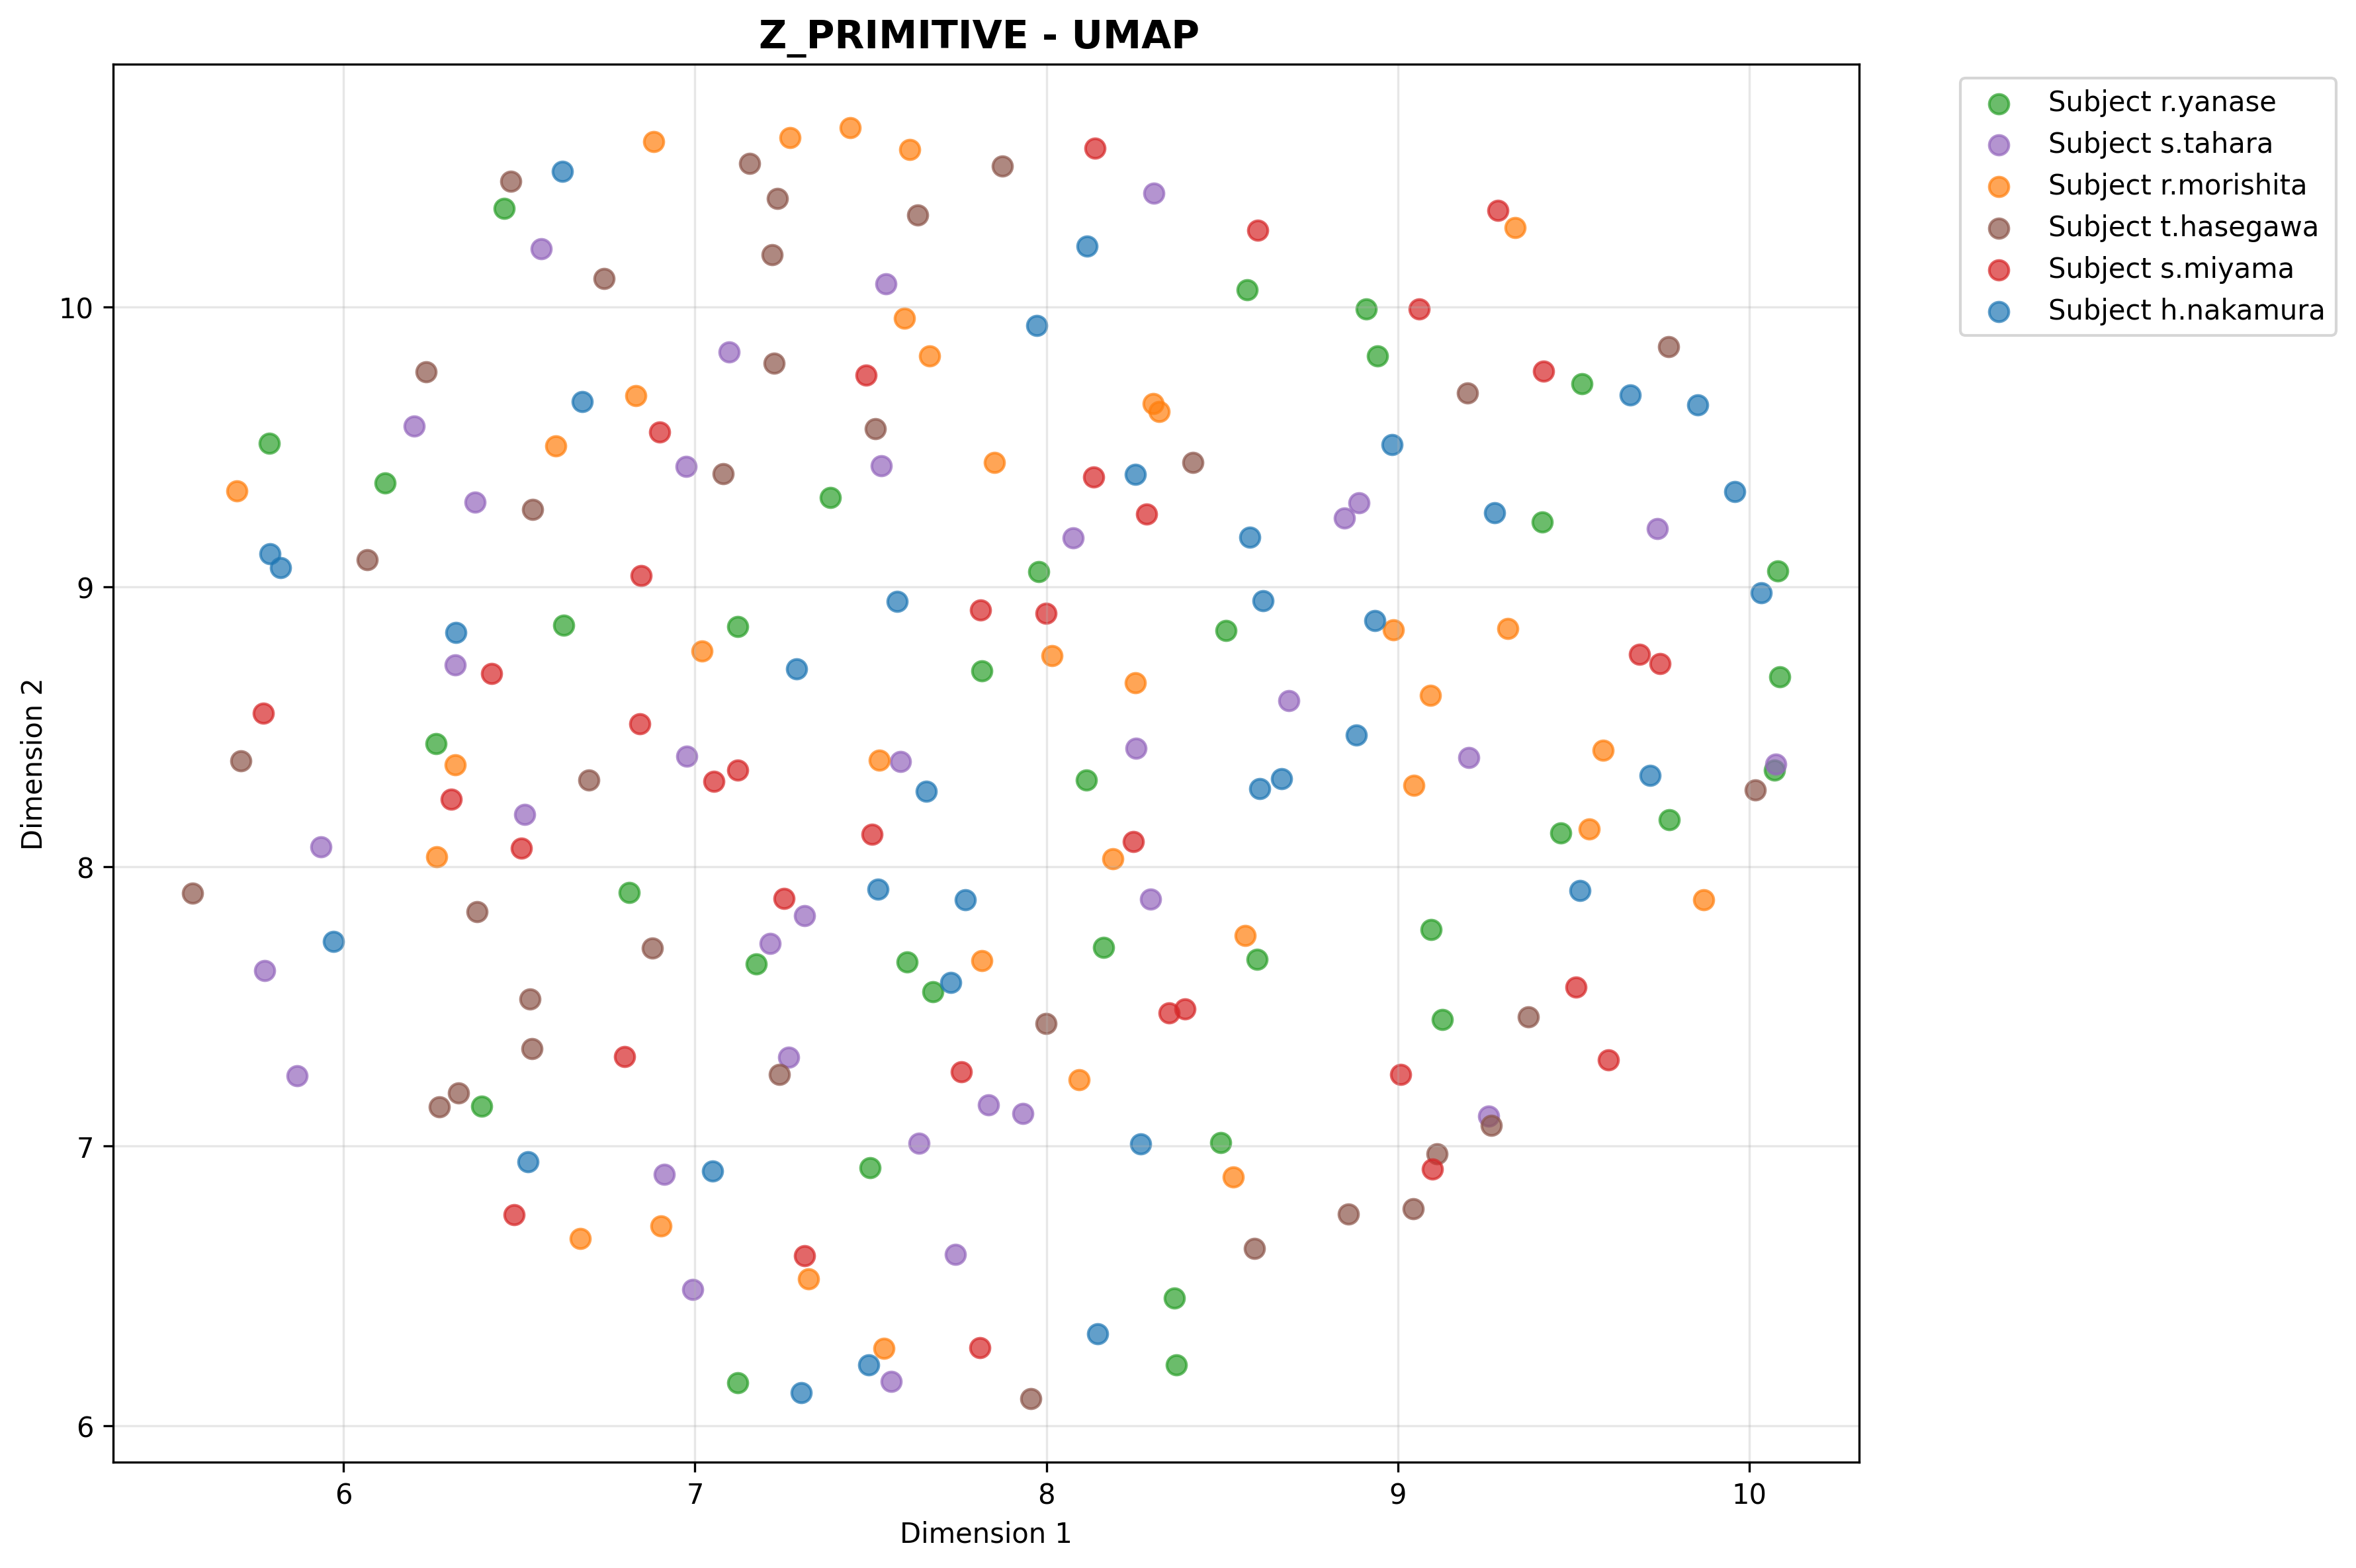 Z_PRIMITIVE - UMAP
Subject r.yanase
Subject s.tahara
Subject r.morishita
Subject t.hasegawa
Subject s.miyama
Subject h.nakamura
Dimension 2
10
9
8
7
6
6
7
8
9
10
Dimension 1